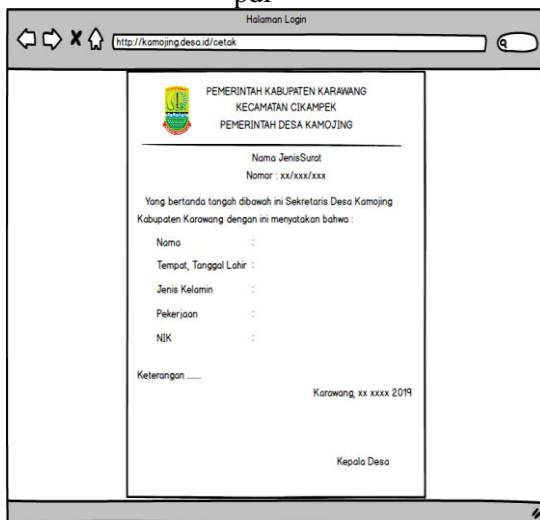 pdf
Halaman Login
http://kamojing.desa.id/cetak
PEMERINTAH KABUPATEN KARAWANG
KECAMATAN CIKAMPEK
PEMERINTAH DESA KAMOJING
Nama JenisSurat
Nomor : xx/xxx/xxx
Yang bertanda tangah dibawah ini Sekretaris Desa Kamojing
Kabupaten Karawang dengan ini menyatakan bahwa :
Nama :
Tempat, Tanggal Lahir :
Jenis Kelamin :
Pekerjaan :
NIK :
Keterangan ......
Karawang, xx xxxx 2019
Kepala Desa